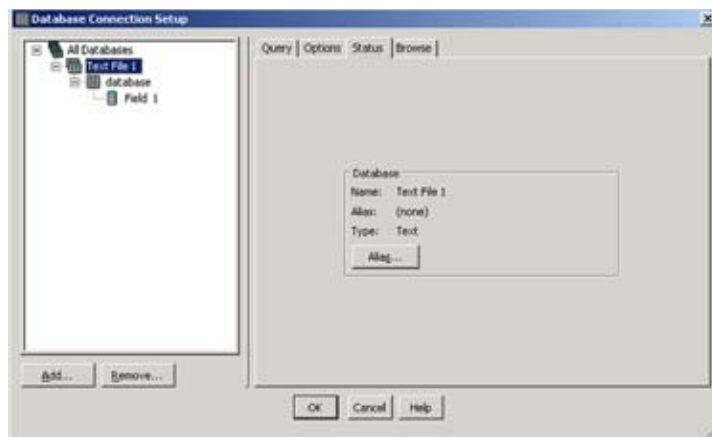 Database Connection Setup
All Databases
Text File 1
database
Field 1
Query Options Status Browse
Database
Name: Text File 1
Alias: (none)
Type: Text
Alias...
Add... Remove...
OK Cancel Help